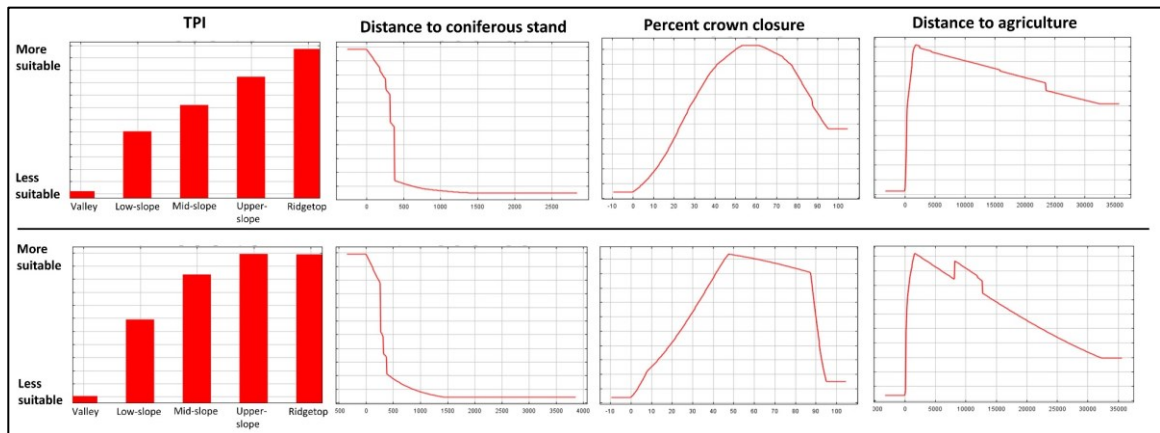 TPI Distance to coniferous stand Percent crown closure Distance to agriculture
More
suitable
Less
suitable
Valley Low-slope Mid-slope Upper-
slope Ridgetop
0 500 1000 1500 2000 2500
-10 0 10 20 30 40 50 60 70 80 90 100
0 5000 10000 15000 20000 25000 30000 35000
More
suitable
Less
suitable
Valley Low-slope Mid-slope Upper-
slope Ridgetop
500 0 500 1000 1500 2000 2500 3000 3500 4000
-10 0 10 20 30 40 50 60 70 80 90 100
000 0 5000 10000 15000 20000 25000 30000 35000